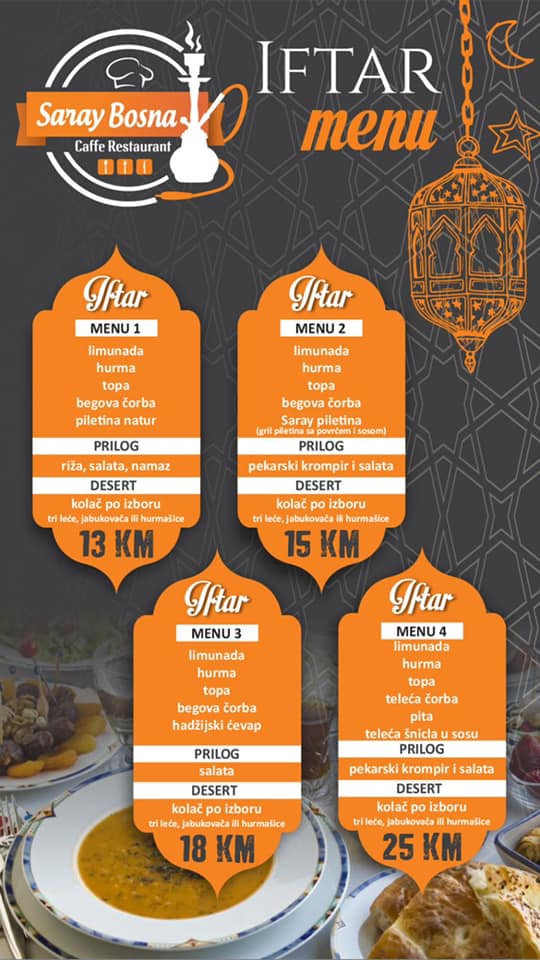 Saray Bosna
Caffe Restaurant
IFTAR
menu
Iftar
MENU 1
limunada
hurma
topa
begova čorba
piletina natur
PRILOG
riža, salata, namaz
DESERT
kolač po izboru
tri leće, jabukovača ili hurmašice
13 KM
Iftar
MENU 2
limunada
hurma
topa
begova čorba
Saray piletina
(gril piletina sa povrćem i sosom)
PRILOG
pekarski krompir i salata
DESERT
kolač po izboru
tri leće, jabukovača ili hurmašice
15 KM
Iftar
MENU 3
limunada
hurma
topa
begova čorba
hadžijski ćevap
PRILOG
salata
DESERT
kolač po izboru
tri leće, jabukovača ili hurmašice
18 KM
Iftar
MENU 4
limunada
hurma
topa
teleća čorba
pita
teleća šnicla u sosu
PRILOG
pekarski krompir i salata
DESERT
kolač po izboru
tri leće, jabukovača ili hurmašice
25 KM